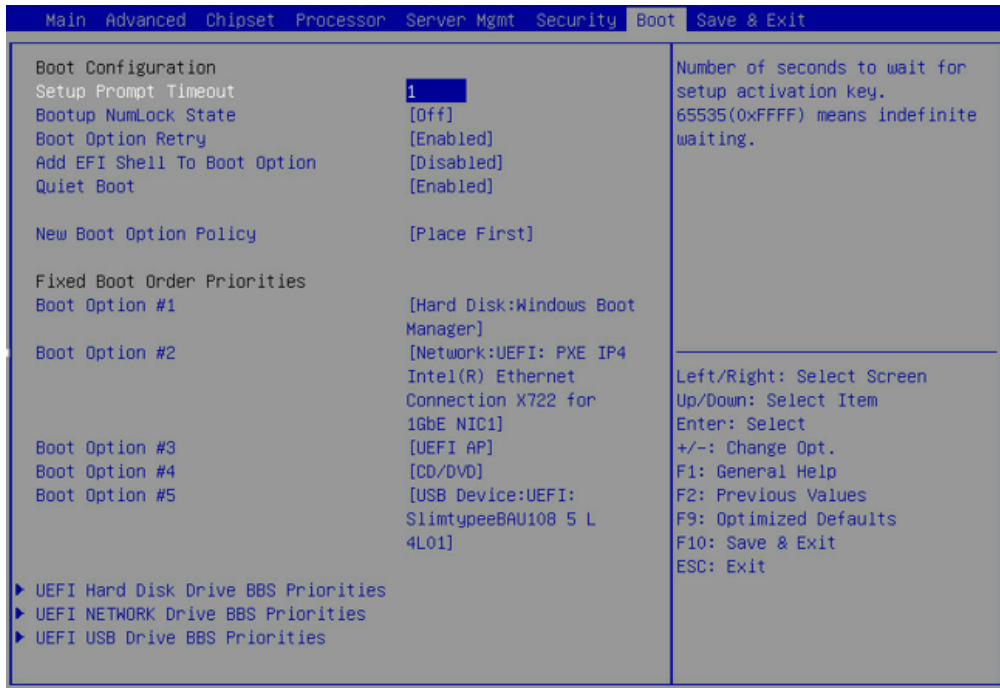 Main Advanced Chipset Processor Server Mgmt Security Boot Save & Exit
Boot Configuration
Setup Prompt Timeout 1
Bootup NumLock State [Off]
Boot Option Retry [Enabled]
Add EFI Shell To Boot Option [Disabled]
Quiet Boot [Enabled]
New Boot Option Policy [Place First]
Fixed Boot Order Priorities
Boot Option #1 [Hard Disk:Windows Boot
Manager]
Boot Option #2 [Network:UEFI: PXE IP4
Intel(R) Ethernet
Connection X722 for
1GbE NIC1]
Boot Option #3 [UEFI AP]
Boot Option #4 [CD/DVD]
Boot Option #5 [USB Device:UEFI:
SlimtypeeBAU108 5 L
4L01]
UEFI Hard Disk Drive BBS Priorities
UEFI NETWORK Drive BBS Priorities
UEFI USB Drive BBS Priorities
Number of seconds to wait for
setup activation key.
65535(0xFFFF) means indefinite
waiting.
Left/Right: Select Screen
Up/Down: Select Item
Enter: Select
+/-: Change Opt.
F1: General Help
F2: Previous Values
F9: Optimized Defaults
F10: Save & Exit
ESC: Exit